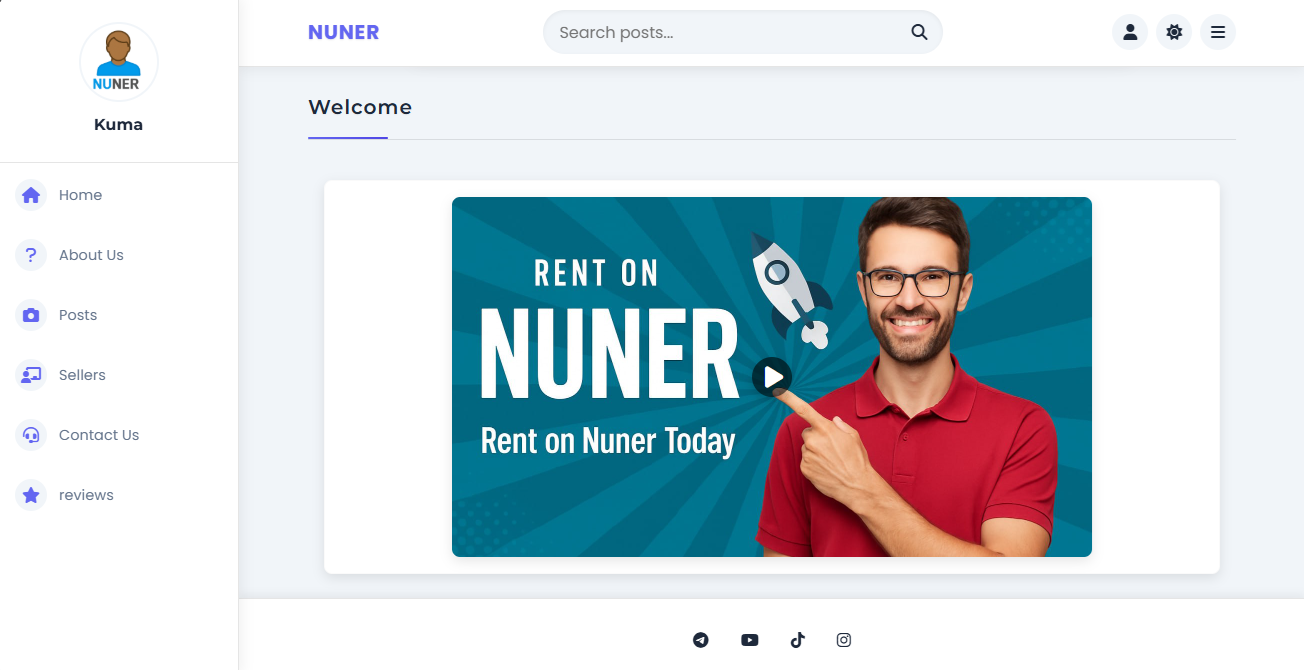 NUNER
Kuma
Home
About Us
Posts
Sellers
Contact Us
reviews
NUNER
Search posts...
Welcome
RENT ON
NUNER
Rent on Nuner Today